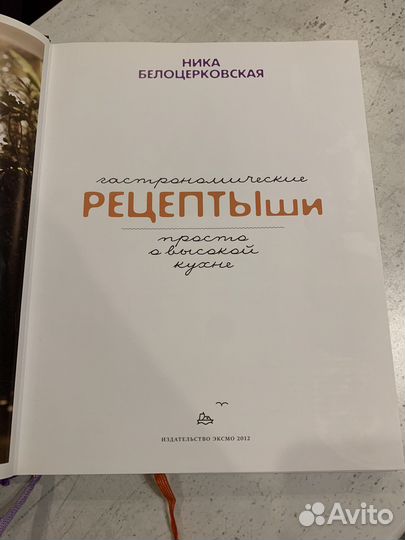 НИКА
БЕЛОЦЕРКОВСКАЯ
гастрономические
РЕЦЕПТЫши
просто
о высокой
кухне
ИЗДАТЕЛЬСТВО ЭКСМО 2012
Avito